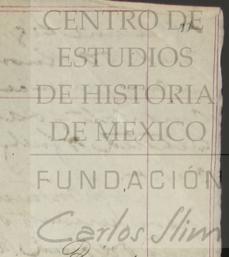 CENTRO DE
ESTUDIOS
DE HISTORIA
DE MEXICO
FUNDACIÓN
Carlos Slim